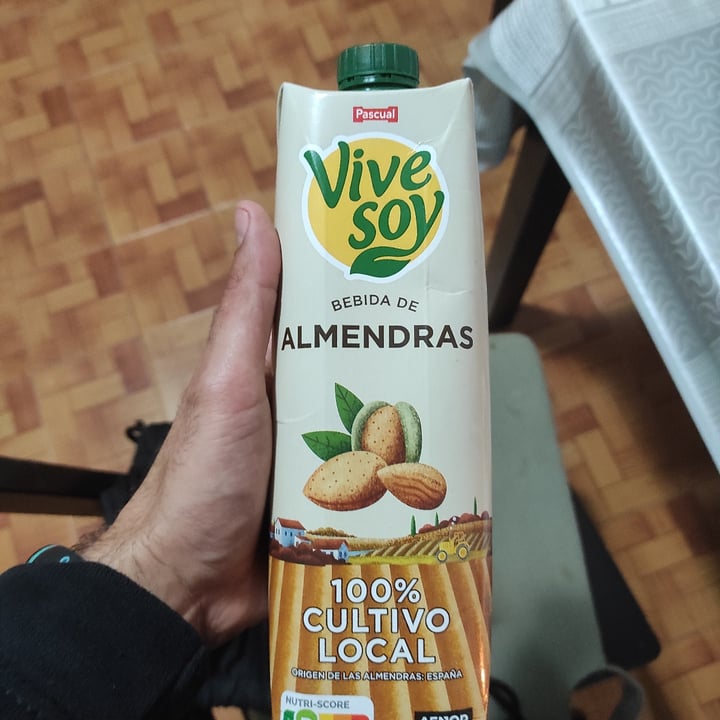 Pascual
Vive
soy
BEBIDA DE
ALMENDRAS
100%
CULTIVO
LOCAL
ORIGEN DE LAS ALMENDRAS: ESPAÑA
NUTRI-SCORE
AENOR